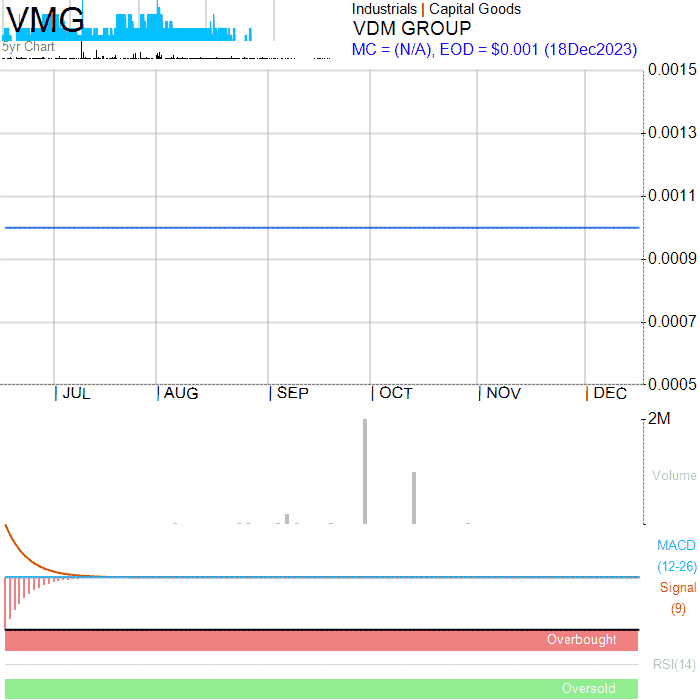 VMG
5yr Chart
Industrials | Capital Goods
VDM GROUP
MC = (N/A), EOD = $0.001 (18Dec2023)
0.0015
0.0013
0.0011
0.0009
0.0007
0.0005
| JUL | AUG | SEP | OCT | NOV | DEC
2M
Volume
MACD
(12-26)
Signal
(9)
Overbought
RSI(14)
Oversold